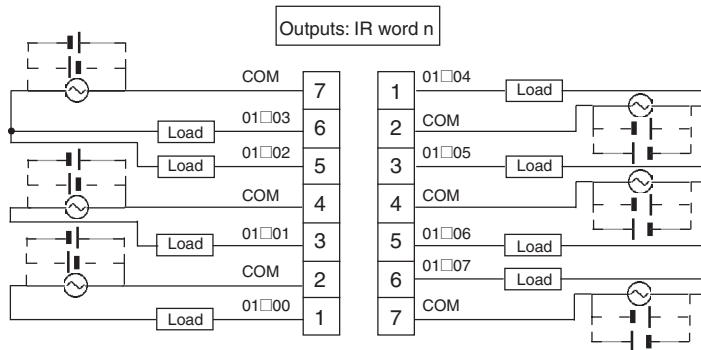 Outputs: IR word n
COM 7
01□03 Load 6
01□02 Load 5
COM 4
01□01 Load 3
COM 2
01□00 Load 1
1 01□04 Load
2 COM
3 01□05 Load
4 COM
5 01□06 Load
6 01□07 Load
7 COM